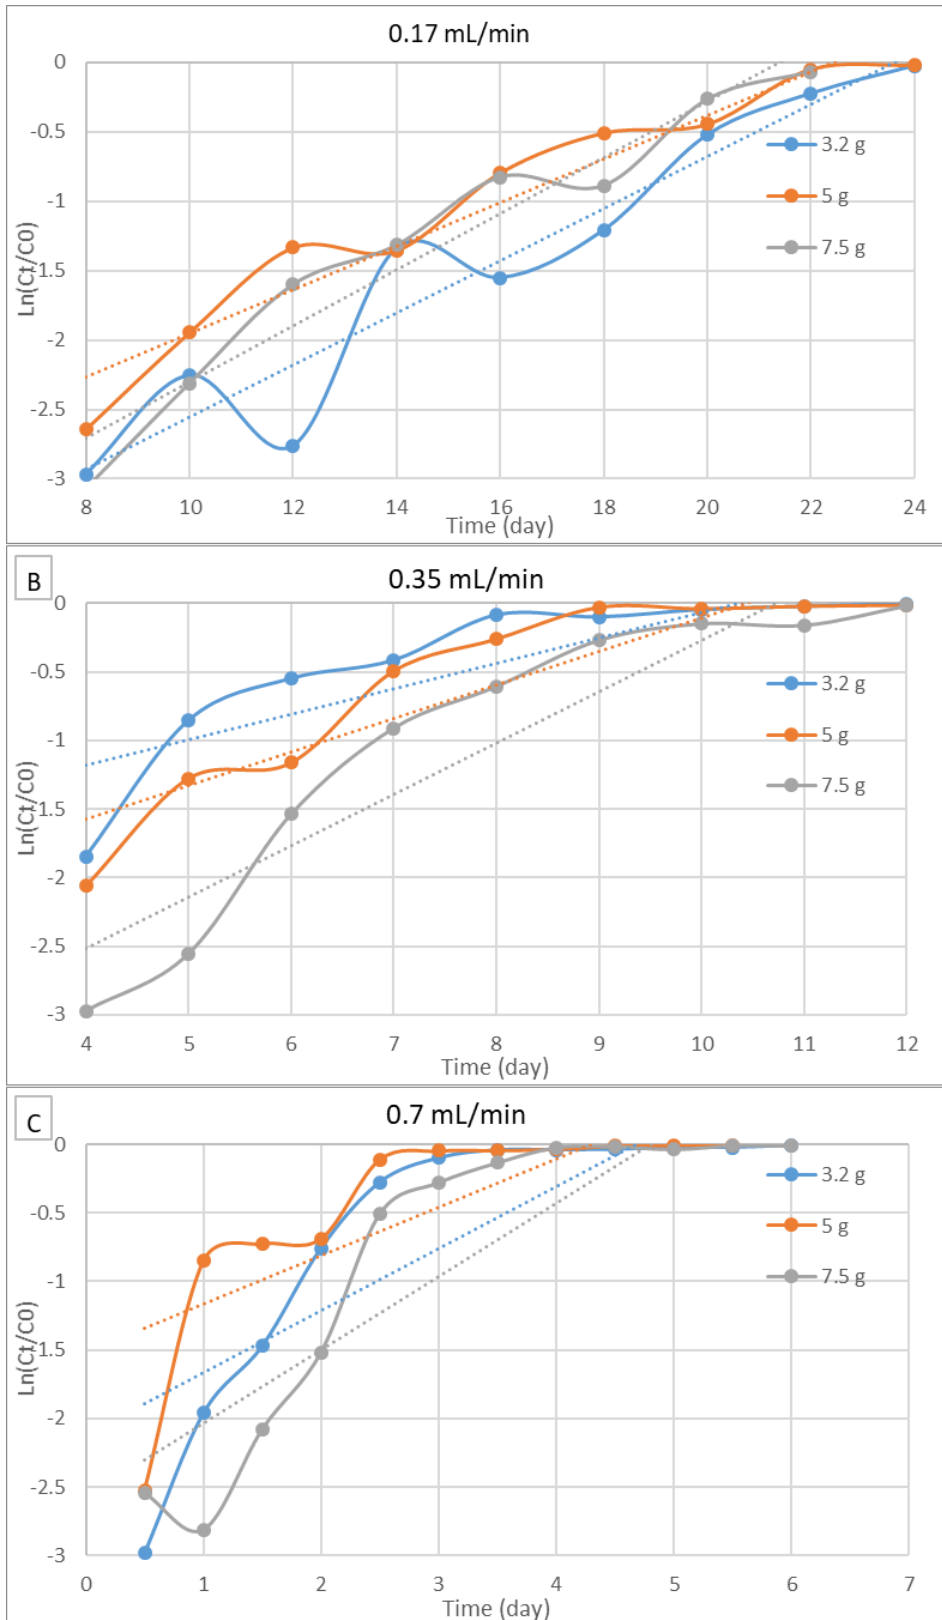 0.17 mL/min
0
-0.5
-1
-1.5
-2
-2.5
-3
Ln(Ct/C0)
3.2 g
5 g
7.5 g
8 10 12 14 16 18 20 22 24
Time (day)
B
0.35 mL/min
0
-0.5
-1
-1.5
-2
-2.5
-3
Ln(Ct/C0)
3.2 g
5 g
7.5 g
4 5 6 7 8 9 10 11 12
Time (day)
C
0.7 mL/min
0
-0.5
-1
-1.5
-2
-2.5
-3
Ln(Ct/C0)
3.2 g
5 g
7.5 g
0 1 2 3 4 5 6 7
Time (day)